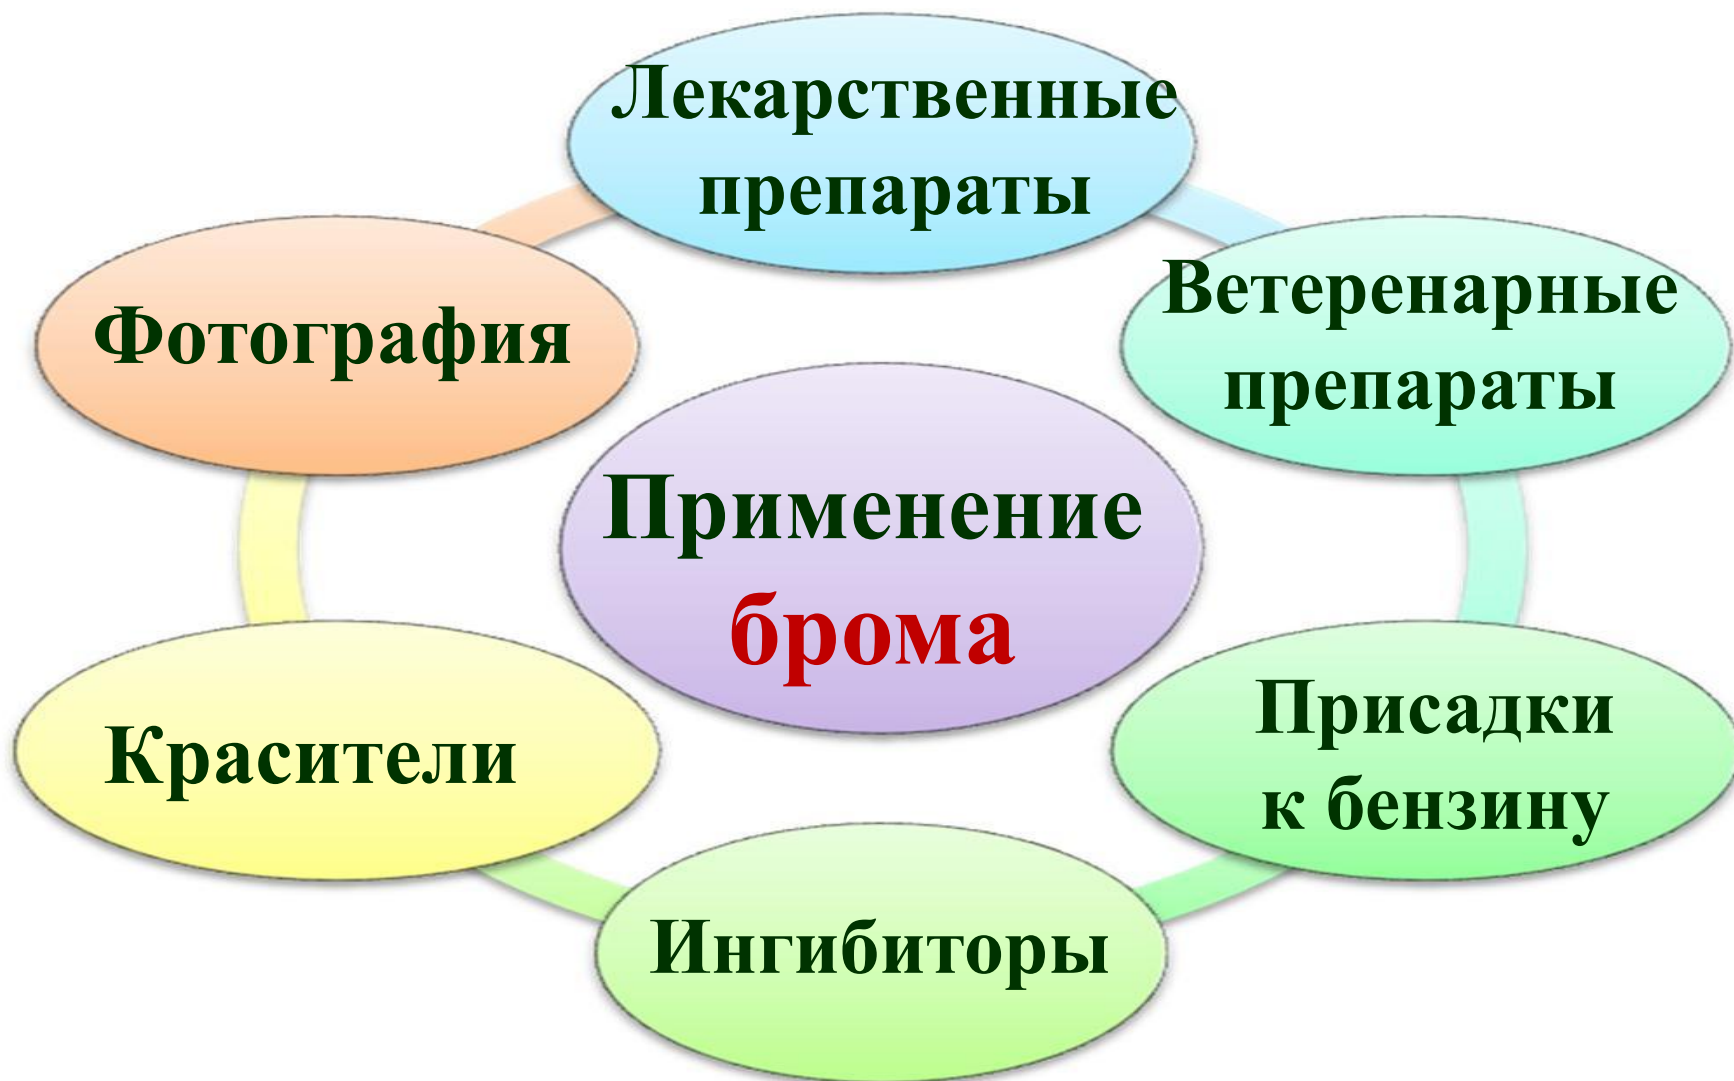 Лекарственные
препараты
Фотография
Ветеренарные
препараты
Применение
брома
Красители
Присадки
к бензину
Ингибиторы